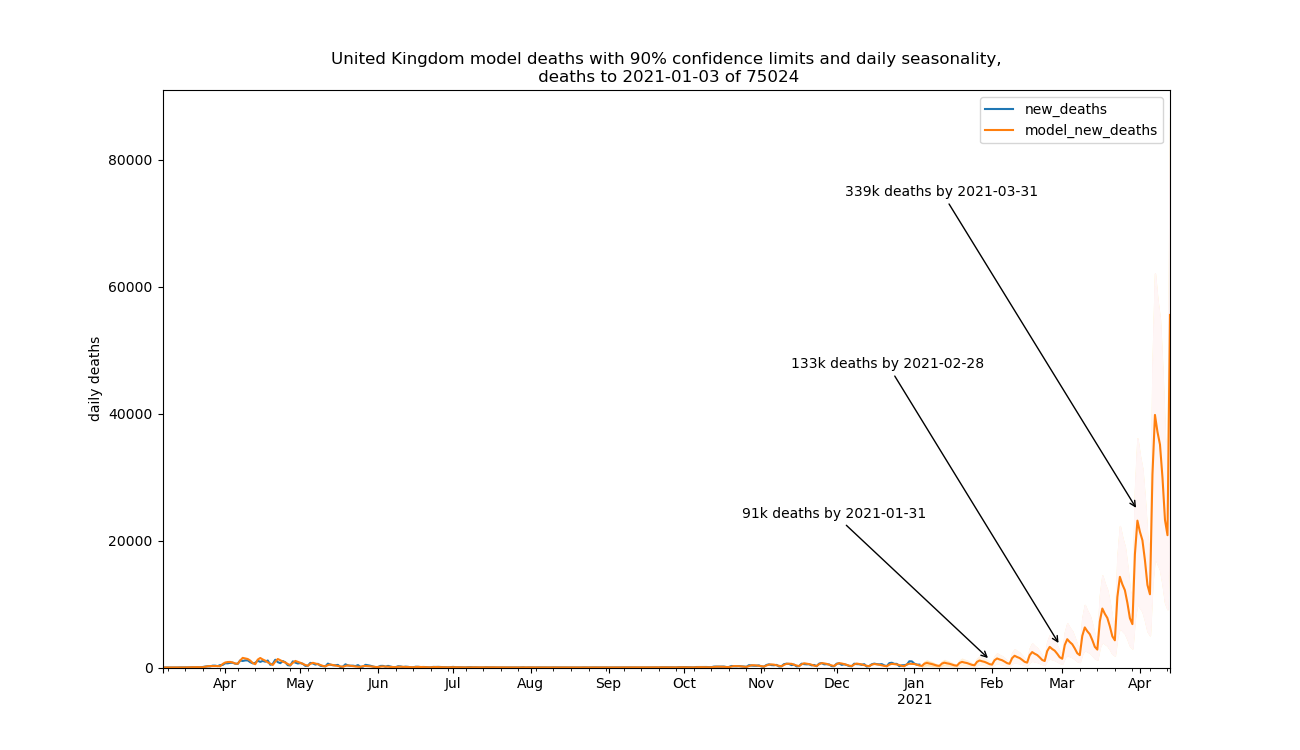 United Kingdom model deaths with 90% confidence limits and daily seasonality,
deaths to 2021-01-03 of 75024
new_deaths
model_new_deaths
80000
60000
40000
20000
0
daily deaths
339k deaths by 2021-03-31
133k deaths by 2021-02-28
91k deaths by 2021-01-31
Apr May Jun Jul Aug Sep Oct Nov Dec Jan Feb Mar Apr
2021